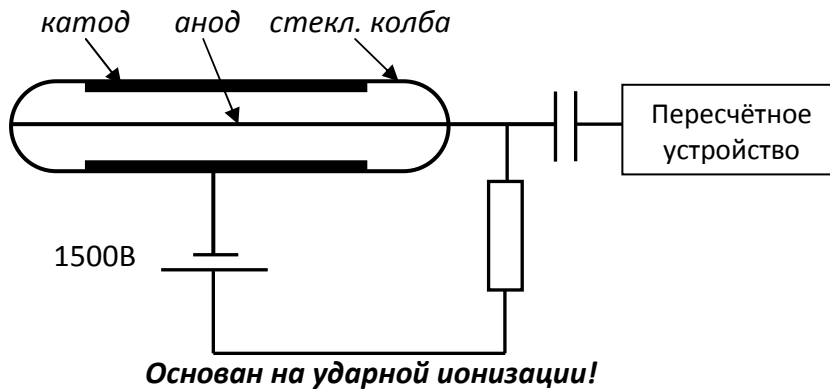 катод анод стекл. колба
Пересчётное
устройство
1500В
Основан на ударной ионизации!